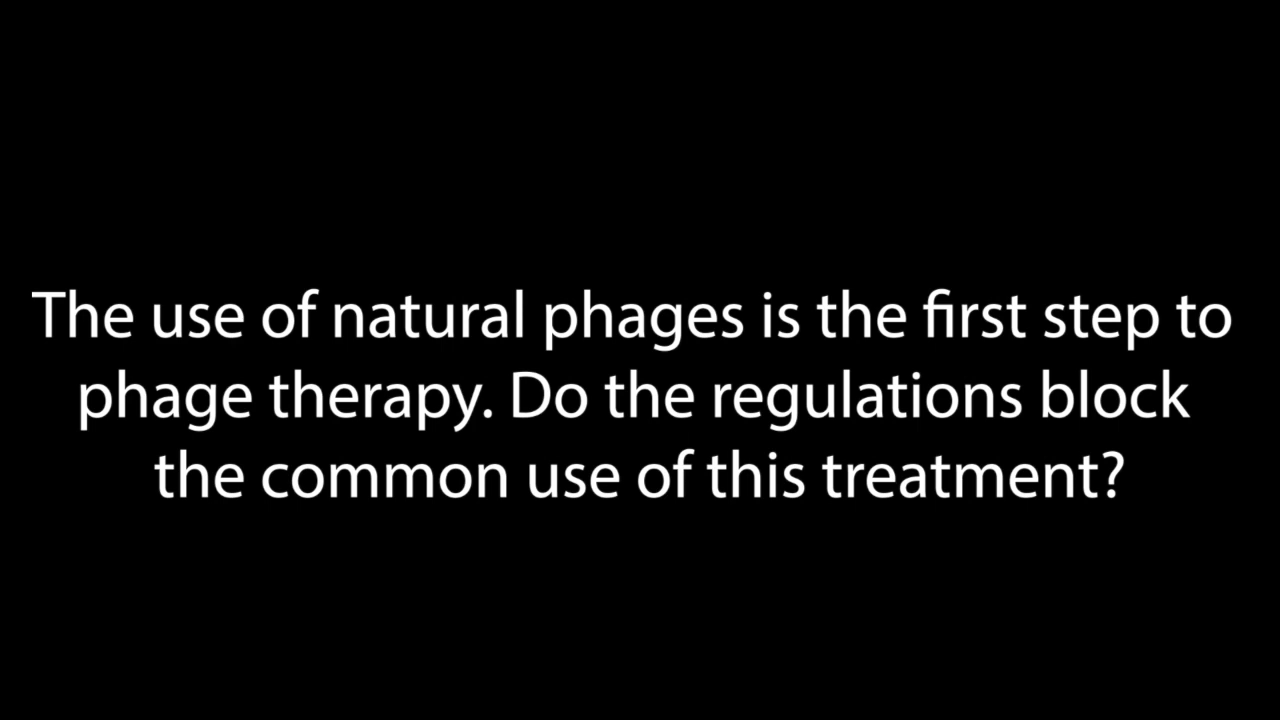 The use of natural phages is the first step to
phage therapy. Do the regulations block
the common use of this treatment?